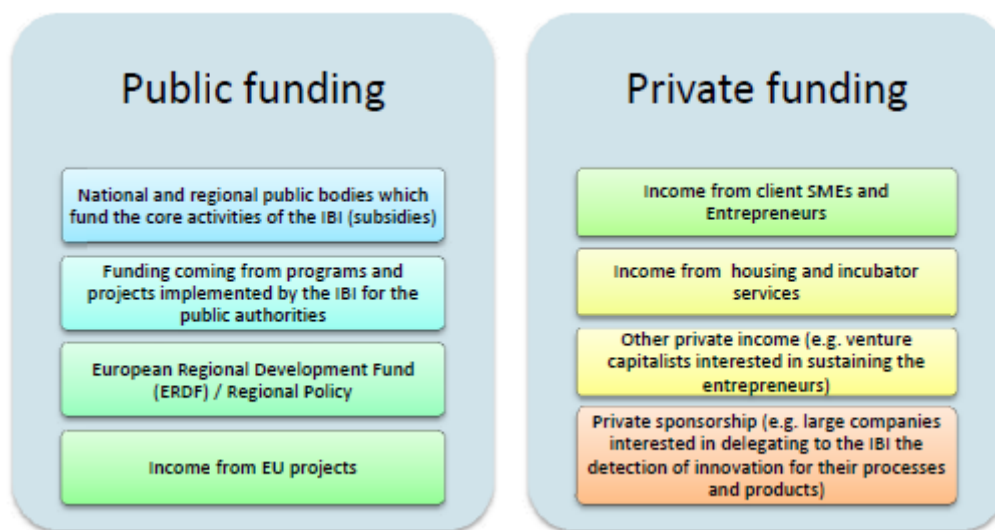 Public funding
National and regional public bodies which
fund the core activities of the IBI (subsidies)
Funding coming from programs and
projects implemented by the IBI for the
public authorities
European Regional Development Fund
(ERDF) / Regional Policy
Income from EU projects
Private funding
Income from client SMEs and
Entrepreneurs
Income from housing and incubator
services
Other private income (e.g. venture
capitalists interested in sustaining the
entrepreneurs)
Private sponsorship (e.g. large companies
interested in delegating to the IBI the
detection of innovation for their processes
and products)